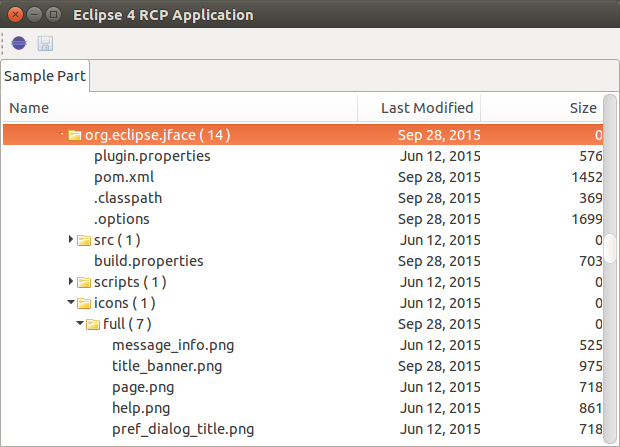 Eclipse 4 RCP Application
Sample Part
Name Last Modified Size
org.eclipse.jface ( 14 ) Sep 28, 2015 0
plugin.properties Jun 12, 2015 576
pom.xml Sep 28, 2015 1452
.classpath Sep 28, 2015 369
.options Sep 28, 2015 1699
src ( 1 ) Jun 12, 2015 0
build.properties Jun 12, 2015 703
scripts ( 1 ) Jun 12, 2015 0
icons ( 1 ) Jun 12, 2015 0
full ( 7 ) Sep 28, 2015 0
message_info.png Jun 12, 2015 525
title_banner.png Sep 28, 2015 975
page.png Jun 12, 2015 718
help.png Jun 12, 2015 861
pref_dialog_title.png Jun 12, 2015 718